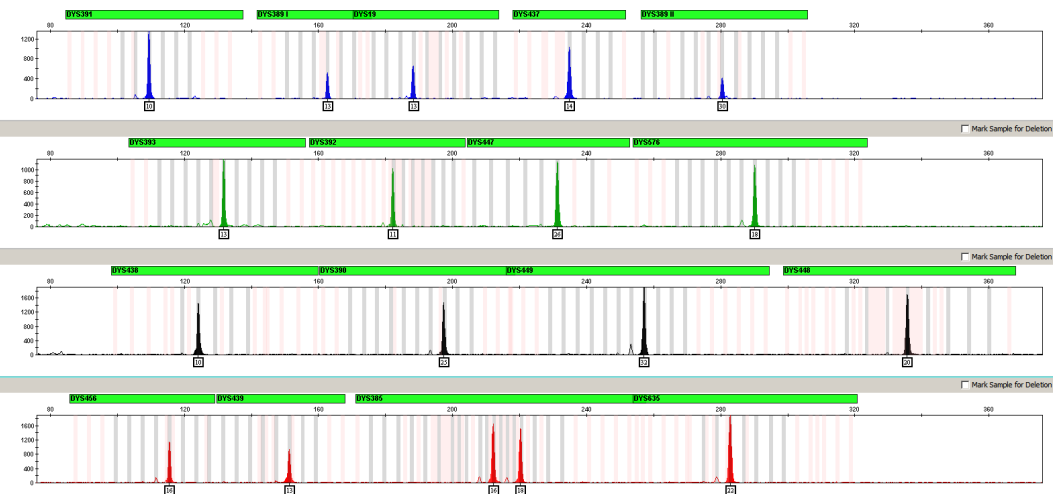 DYS391 DYS389 I DYS19 DYS437 DYS389 II
80 120 160 200 240 280 320 360
1200
800
400
0
10 13 13 14 30
Mark Sample for Deletion
DYS393 DYS392 DYS447 DYS576
80 120 160 200 240 280 320 360
1000
800
600
400
200
0
13 11 26 18
Mark Sample for Deletion
DYS438 DYS390 DYS449 DYS448
80 120 160 200 240 280 320 360
1600
1200
800
400
0
10 25 32 20
Mark Sample for Deletion
DYS456 DYS439 DYS385 DYS635
80 120 160 200 240 280 320 360
1600
1200
800
400
0
16 13 16 19 22